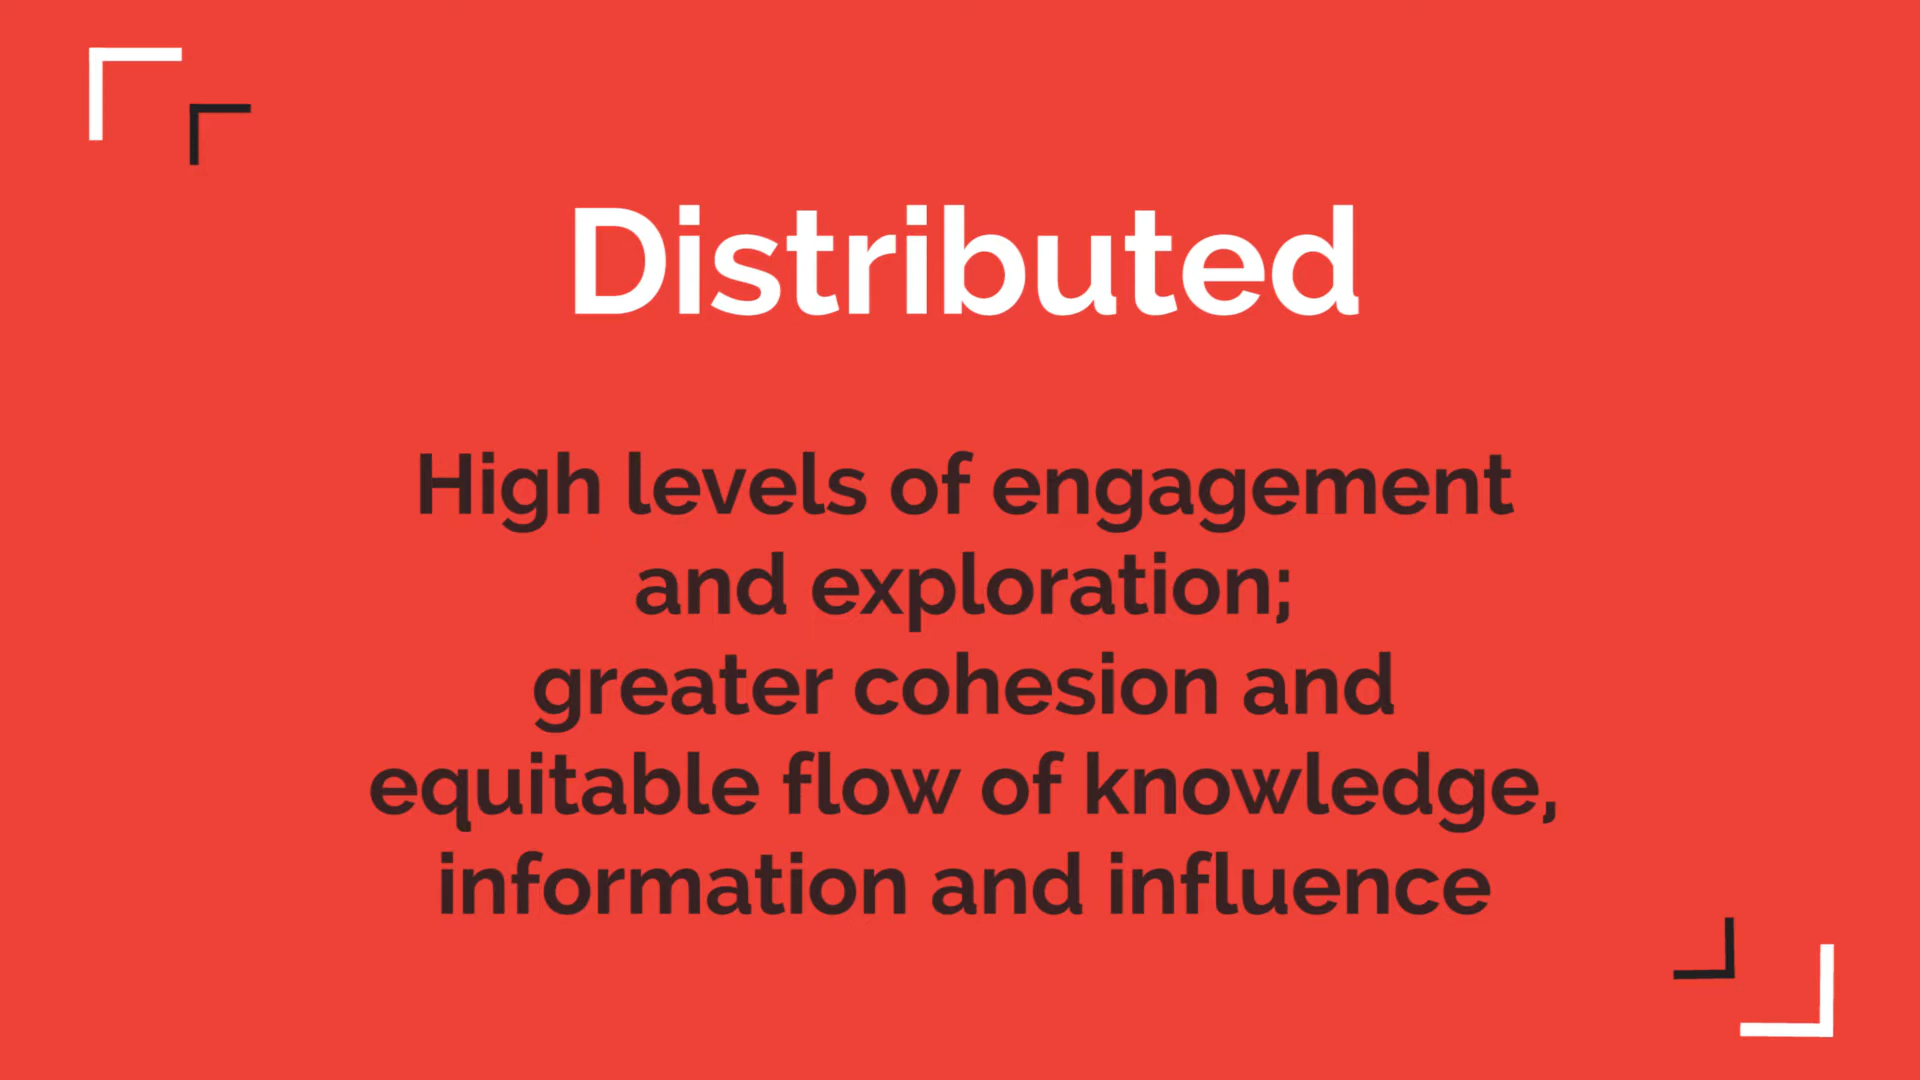 Distributed
High levels of engagement
and exploration;
greater cohesion and
equitable flow of knowledge,
information and influence